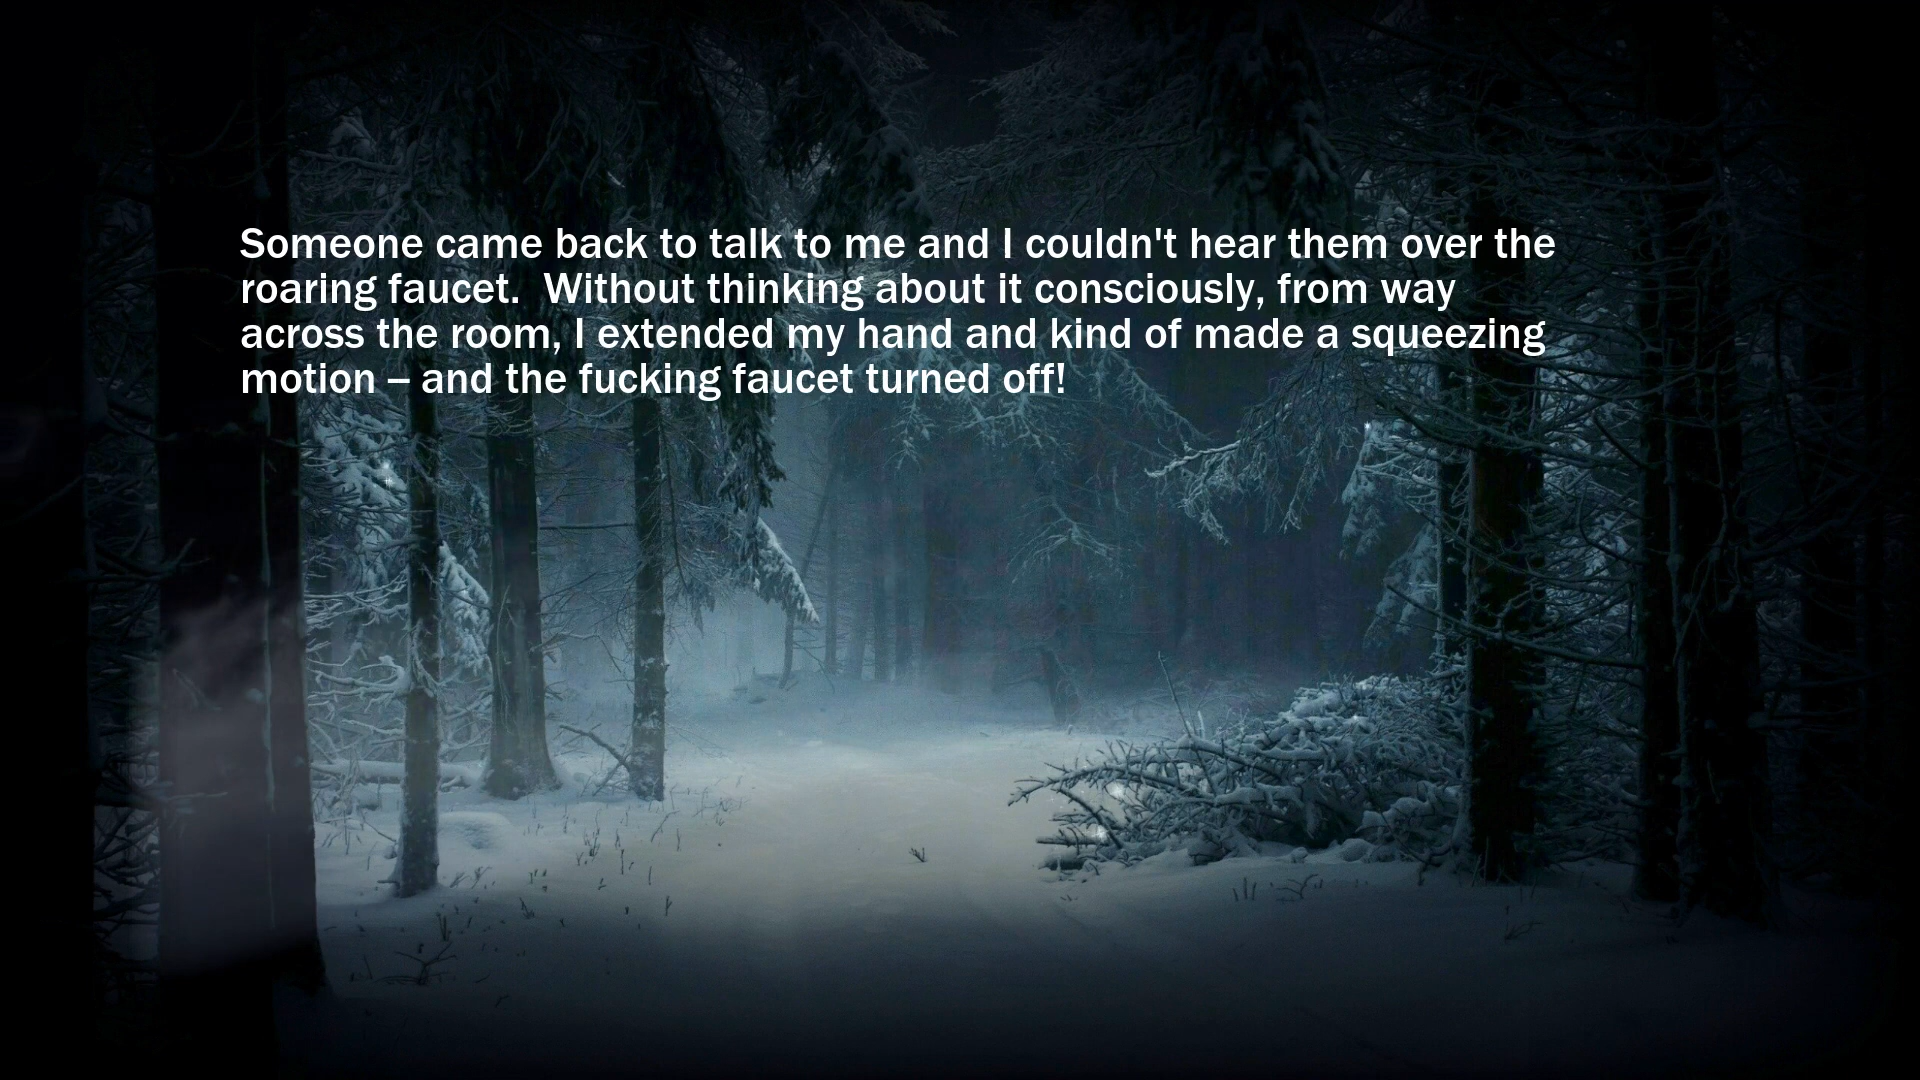 Someone came back to talk to me and I couldn't hear them over the
roaring faucet.  Without thinking about it consciously, from way
across the room, I extended my hand and kind of made a squeezing
motion – and the fucking faucet turned off!